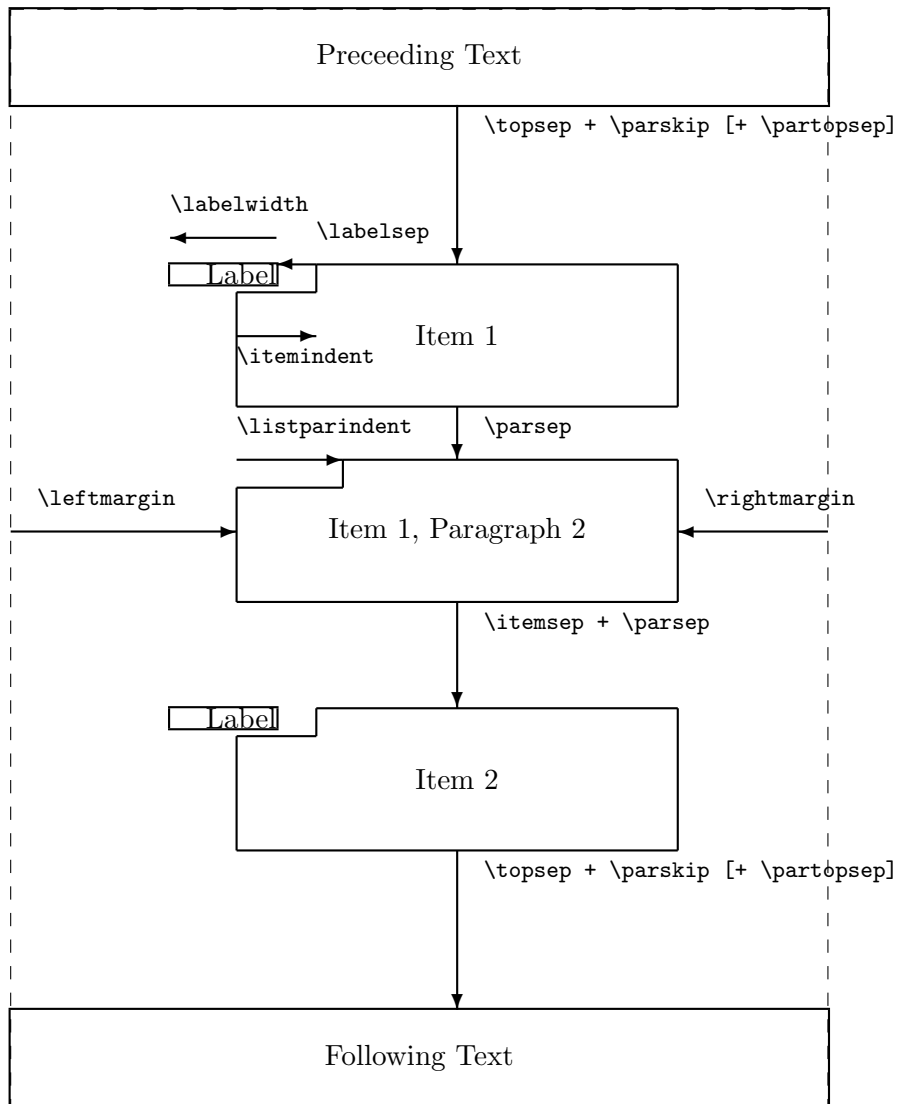 Preceeding Text
\topsep + \parskip [+ \partopsep]
\labelwidth
\labelsep
Label
Item 1
\itemindent
\listparindent
\parsep
\leftmargin
\rightmargin
Item 1, Paragraph 2
\itemsep + \parsep
Label
Item 2
\topsep + \parskip [+ \partopsep]
Following Text